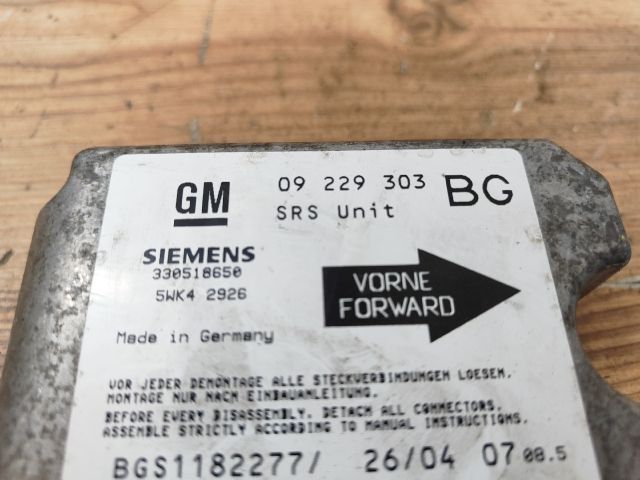 GM 09 229 303 BG
SRS Unit
SIEMENS
330518650
5WK4 2926
VORNE
FORWARD
Made in Germany
VOR JEDER DEMONTAGE ALLE STECKVERBINDUNGEN LOESEN.
MONTAGE NUR NACH EINBAUANLEITUNG.
BEFORE EVERY DISASSEMBLY. DETACH ALL CONNECTORS.
ASSEMBLE STRICTLY ACCORDING TO MANUAL INSTRUCTIONS.
BGS1182277/ 26/04 07 08.5